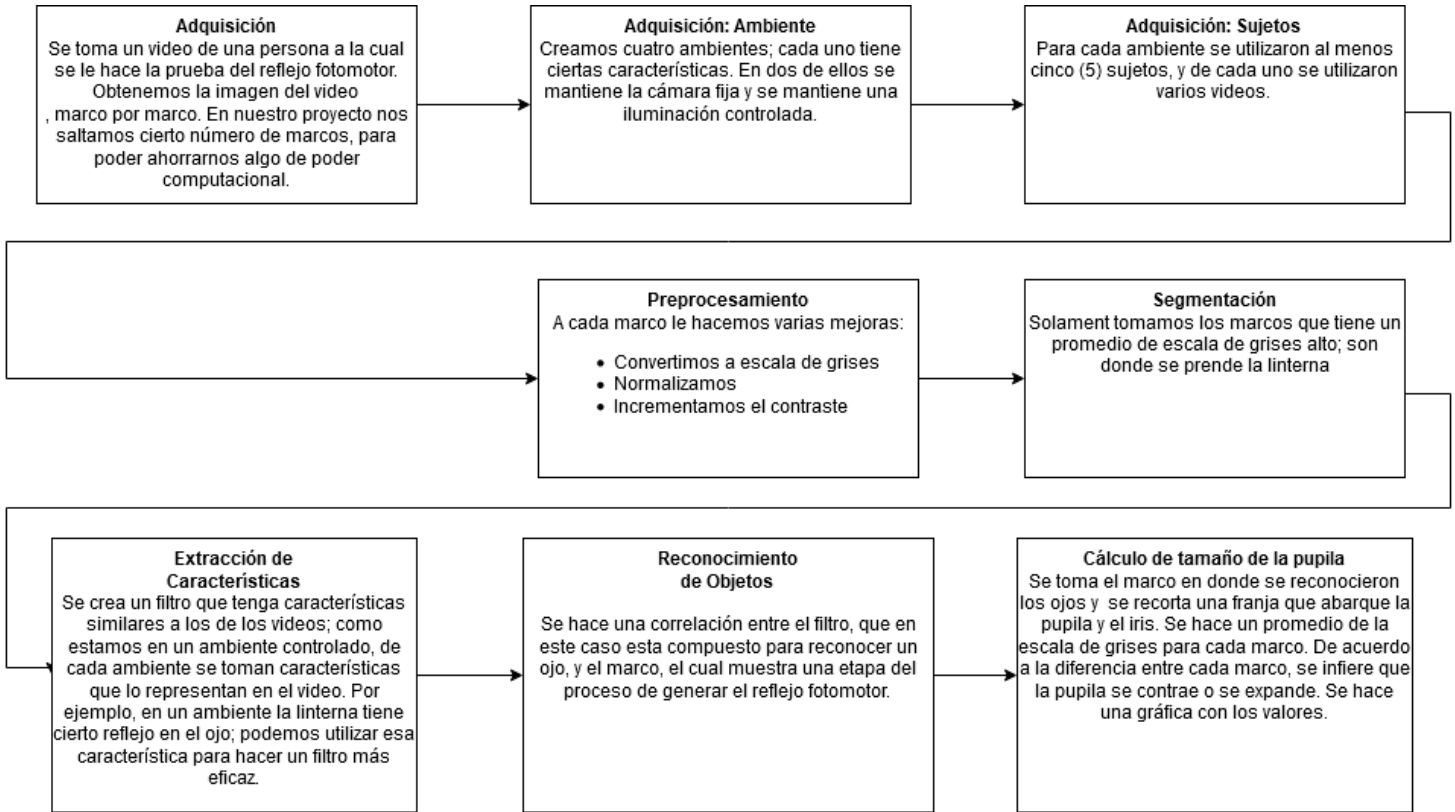 Adquisición
Se toma un video de una persona a la cual
se le hace la prueba del reflejo fotomotor.
Obtenemos la imagen del video
, marco por marco. En nuestro proyecto nos
saltamos cierto número de marcos, para
poder ahorrarnos algo de poder
computacional.
Adquisición: Ambiente
Creamos cuatro ambientes; cada uno tiene
ciertas características. En dos de ellos se
mantiene la cámara fija y se mantiene una
iluminación controlada.
Adquisición: Sujetos
Para cada ambiente se utilizaron al menos
cinco (5) sujetos, y de cada uno se utilizaron
varios videos.
Preprocesamiento
A cada marco le hacemos varias mejoras:
• Convertimos a escala de grises
• Normalizamos
• Incrementamos el contraste
Segmentación
Solament tomamos los marcos que tiene un
promedio de escala de grises alto; son
donde se prende la linterna
Extracción de
Características
Se crea un filtro que tenga características
similares a los de los videos; como
estamos en un ambiente controlado, de
cada ambiente se toman características
que lo representan en el video. Por
ejemplo, en un ambiente la linterna tiene
cierto reflejo en el ojo; podemos utilizar esa
característica para hacer un filtro más
eficaz.
Reconocimiento
de Objetos
Se hace una correlación entre el filtro, que en
este caso esta compuesto para reconocer un
ojo, y el marco, el cual muestra una etapa del
proceso de generar el reflejo fotomotor.
Cálculo de tamaño de la pupila
Se toma el marco en donde se reconocieron
los ojos y se recorta una franja que abarque la
pupila y el iris. Se hace un promedio de la
escala de grises para cada marco. De acuerdo
a la diferencia entre cada marco, se infiere que
la pupila se contrae o se expande. Se hace
una gráfica con los valores.